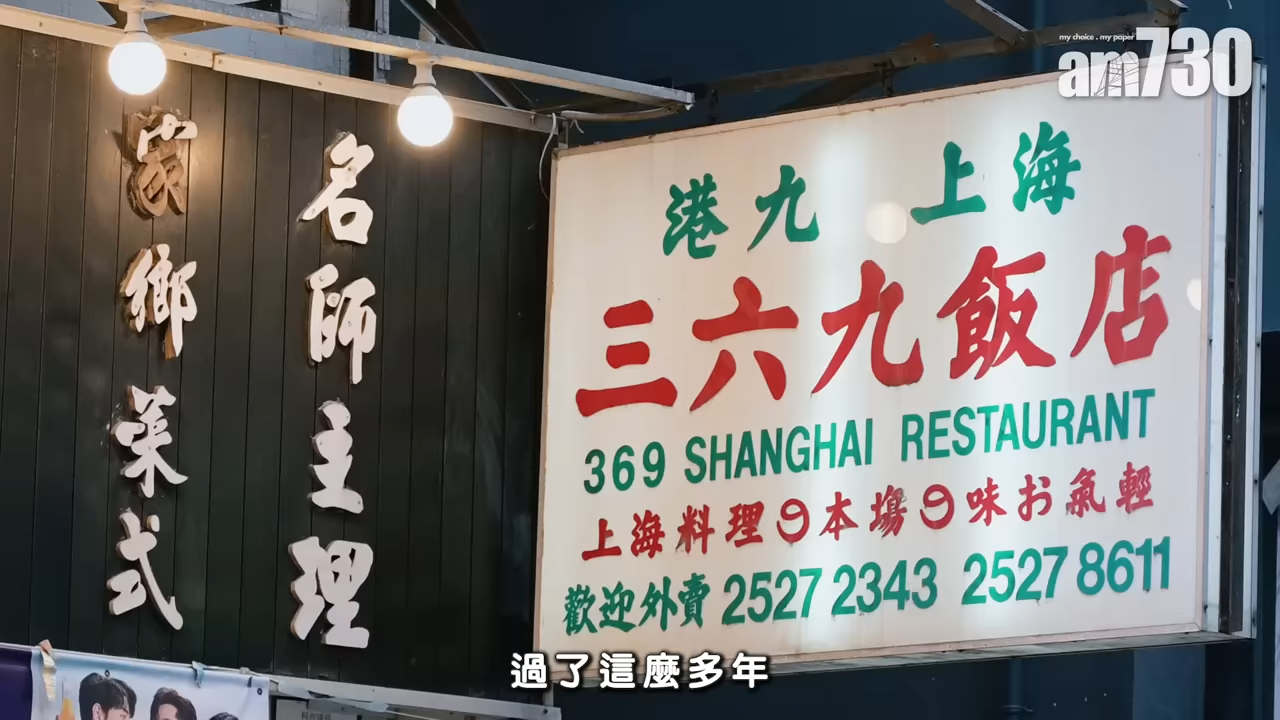 my choice . my paper
am730
名師主理
家鄉菜式
港九 上海
三六九飯店
369 SHANGHAI RESTAURANT
上海料理の本場の味お氣輕
歡迎外賣 2527 2343 2527 8611
過了這麼多年